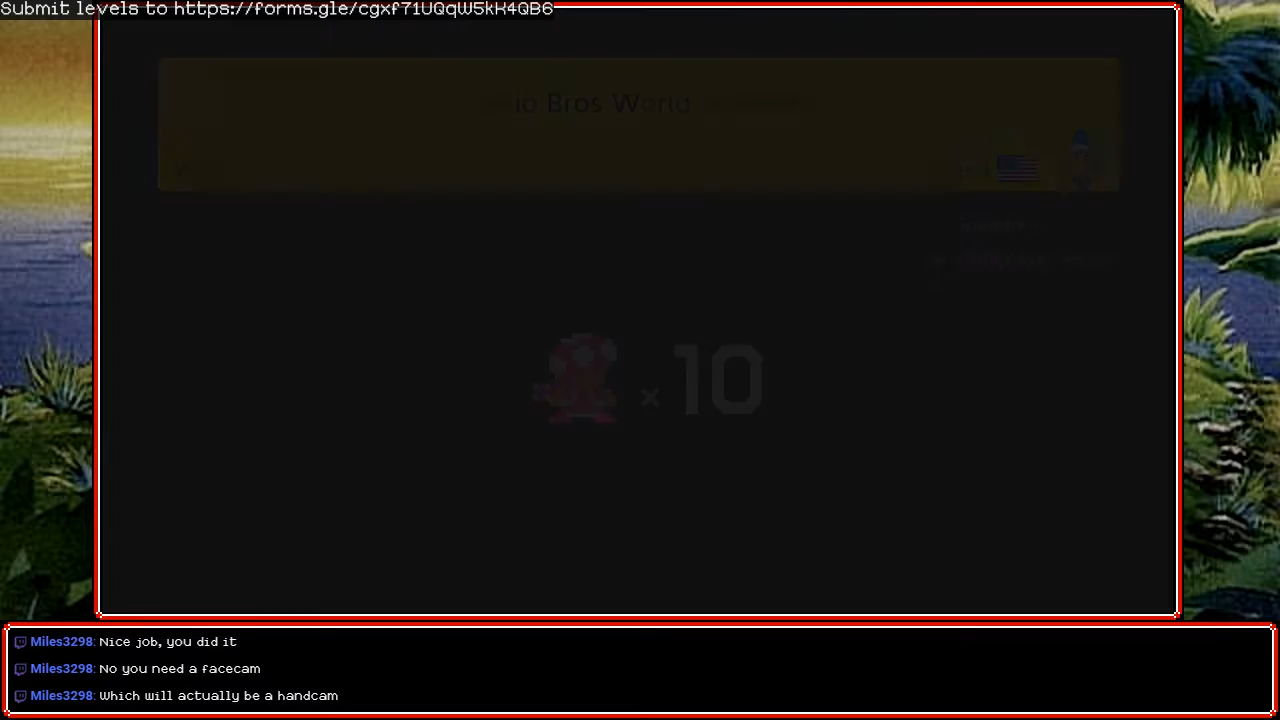 Submit levels to https://forms.gle/cgxf71UQqW5kH4QB6
io Bros World
× 10
Miles3298: Nice job, you did it
Miles3298: No you need a facecam
Miles3298: Which will actually be a handcam